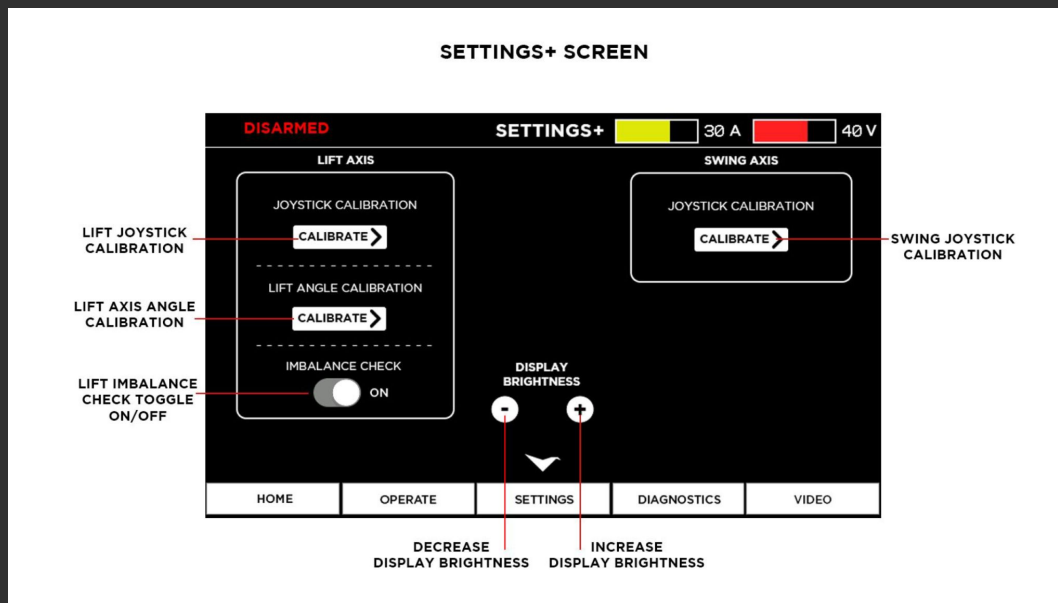 SETTINGS+ SCREEN
DISARMED
SETTINGS+
30 A
40 V
LIFT AXIS
SWING AXIS
JOYSTICK CALIBRATION
CALIBRATE
LIFT ANGLE CALIBRATION
CALIBRATE
IMBALANCE CHECK
ON
JOYSTICK CALIBRATION
CALIBRATE
LIFT JOYSTICK
CALIBRATION
LIFT AXIS ANGLE
CALIBRATION
LIFT IMBALANCE
CHECK TOGGLE
ON/OFF
SWING JOYSTICK
CALIBRATION
DISPLAY
BRIGHTNESS
- +
HOME
OPERATE
SETTINGS
DIAGNOSTICS
VIDEO
DECREASE
DISPLAY BRIGHTNESS
INCREASE
DISPLAY BRIGHTNESS